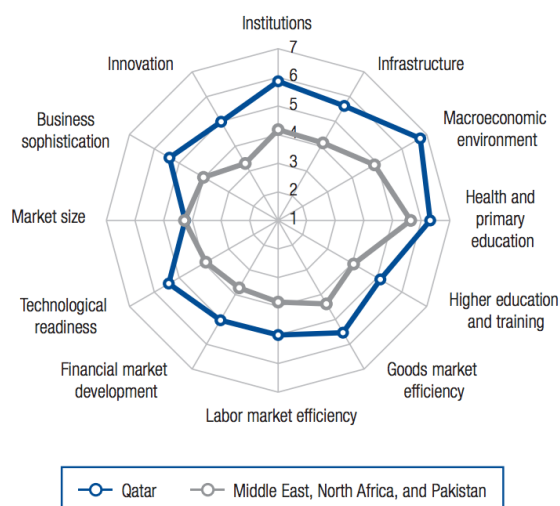 Institutions
7
6
5
4
3
2
1
Infrastructure
Macroeconomic
environment
Health and
primary
education
Higher education
and training
Goods market
efficiency
Labor market efficiency
Financial market
development
Technological
readiness
Market size
Business
sophistication
Innovation
Qatar
Middle East, North Africa, and Pakistan